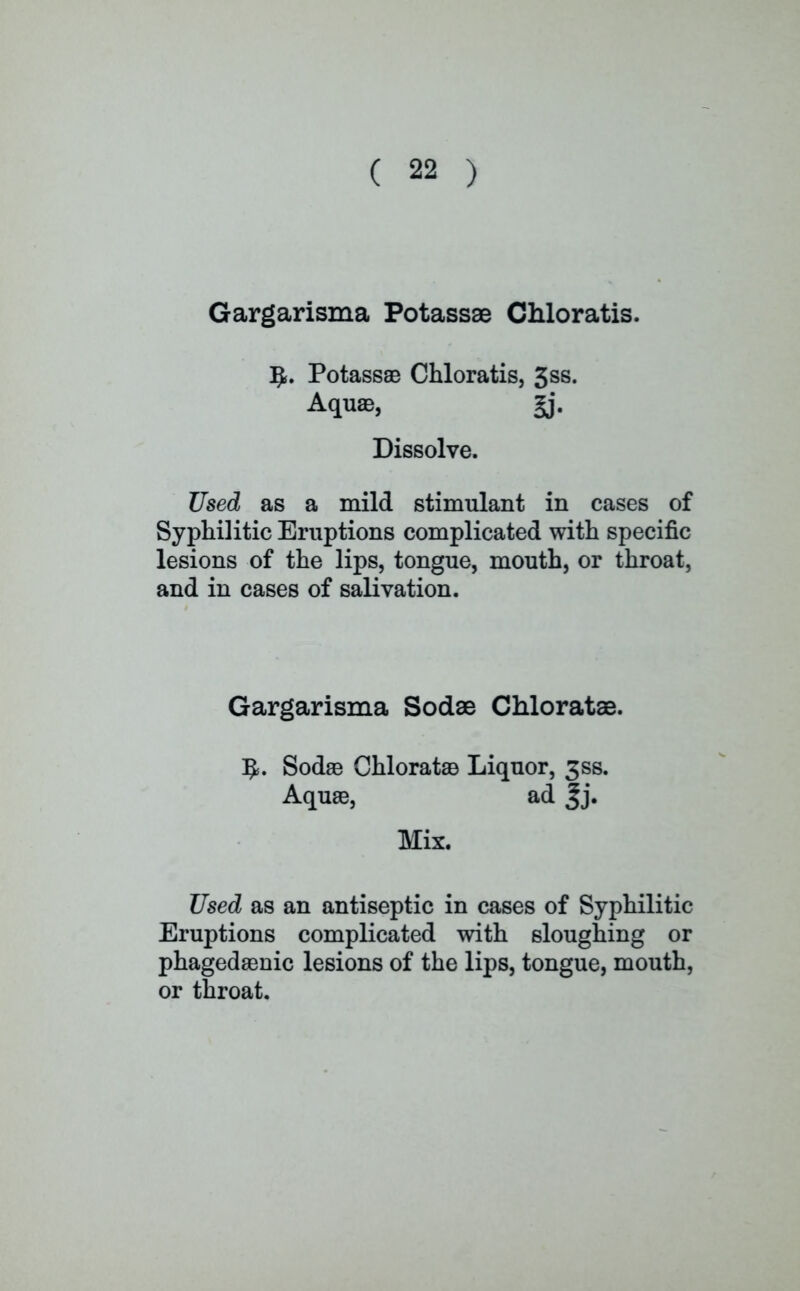 ( 22 )
Gargarisma Potassæ Chloratis.
℞. Potassæ Chloratis, ʒss.
Aquæ, ℥j.
Dissolve.
Used as a mild stimulant in cases of
Syphilitic Eruptions complicated with specific
lesions of the lips, tongue, mouth, or throat,
and in cases of salivation.
Gargarisma Sodæ Chloratæ.
℞. Sodæ Chloratæ Liquor, ʒss.
Aquæ, ad ℥j.
Mix.
Used as an antiseptic in cases of Syphilitic
Eruptions complicated with sloughing or
phagedænic lesions of the lips, tongue, mouth,
or throat.